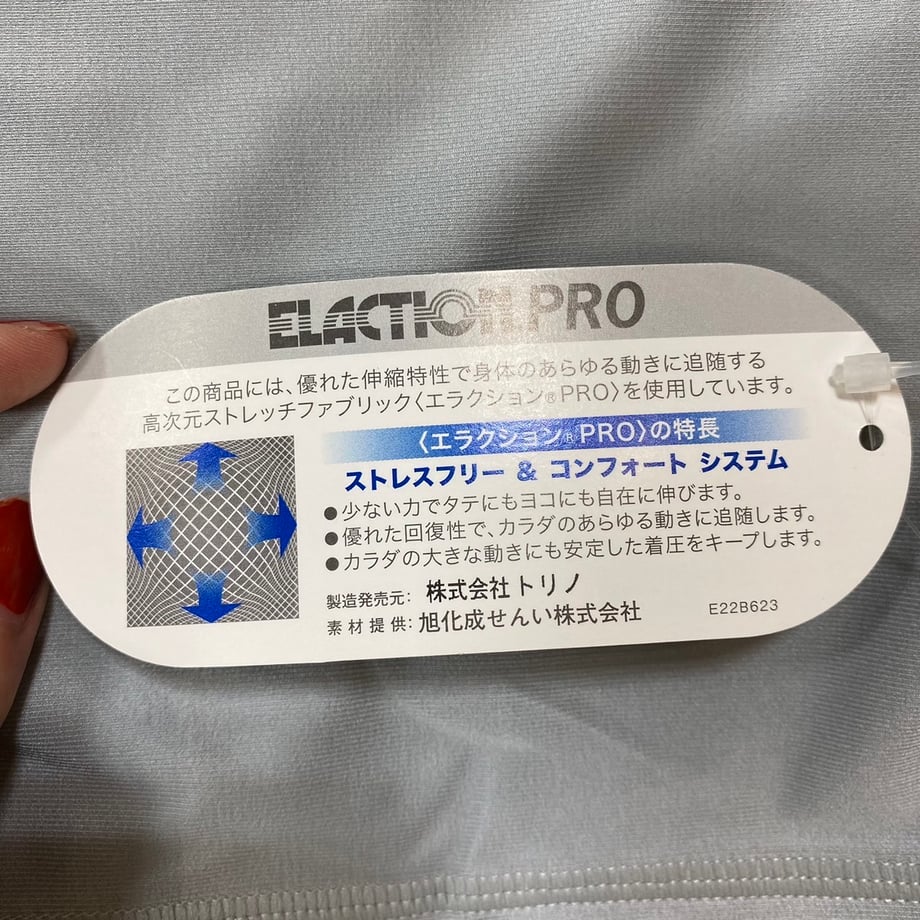 ELACTION PRO
この商品には、優れた伸縮特性で身体のあらゆる動きに追随する
高次元ストレッチファブリック〈エラクション®PRO〉を使用しています。
〈エラクション®PRO〉の特長
ストレスフリー & コンフォート システム
●少ない力でタテにもヨコにも自在に伸びます。
●優れた回復性で、カラダのあらゆる動きに追随します。
●カラダの大きな動きにも安定した着圧をキープします。
製造発売元: 株式会社トリノ
素材提供: 旭化成せんい株式会社
E22B623